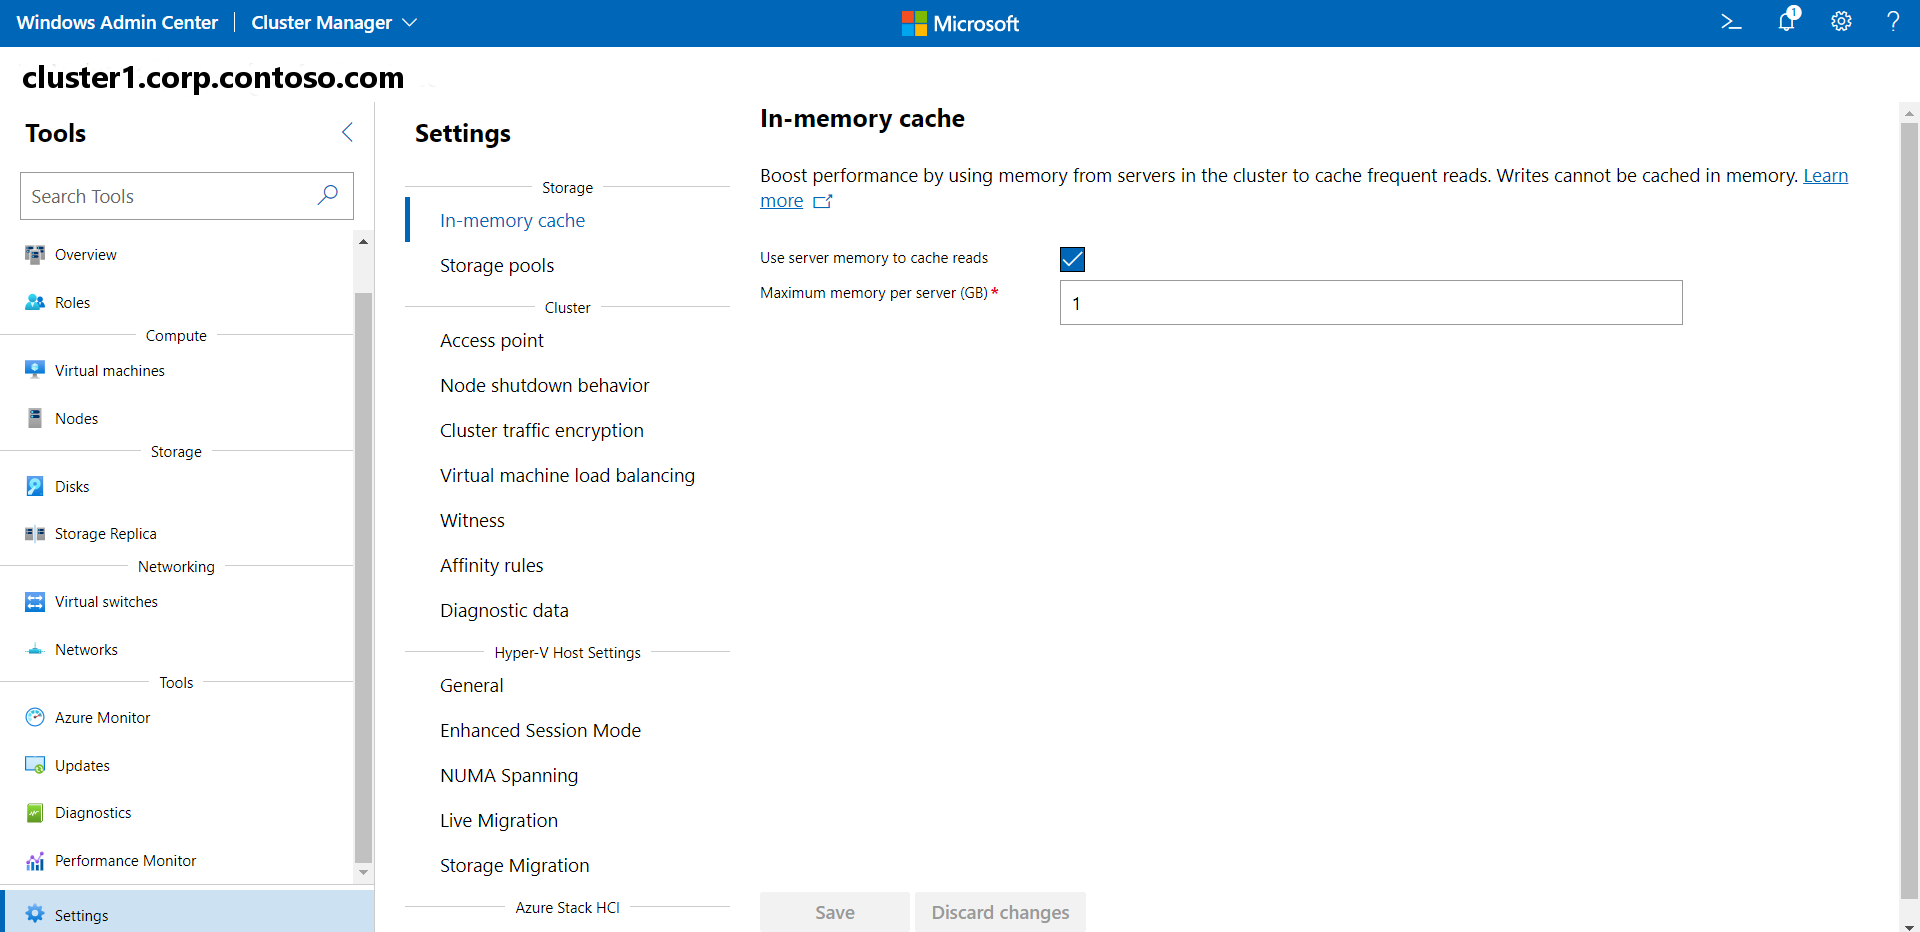 Windows Admin Center
Cluster Manager
Microsoft
1
cluster1.corp.contoso.com
Tools
Search Tools
Overview
Roles
Compute
Virtual machines
Nodes
Storage
Disks
Storage Replica
Networking
Virtual switches
Networks
Tools
Azure Monitor
Updates
Diagnostics
Performance Monitor
Settings
Settings
Storage
In-memory cache
Storage pools
Cluster
Access point
Node shutdown behavior
Cluster traffic encryption
Virtual machine load balancing
Witness
Affinity rules
Diagnostic data
Hyper-V Host Settings
General
Enhanced Session Mode
NUMA Spanning
Live Migration
Storage Migration
Azure Stack HCI
In-memory cache
Boost performance by using memory from servers in the cluster to cache frequent reads. Writes cannot be cached in memory. Learn
more
Use server memory to cache reads
Maximum memory per server (GB) *
1
Save
Discard changes